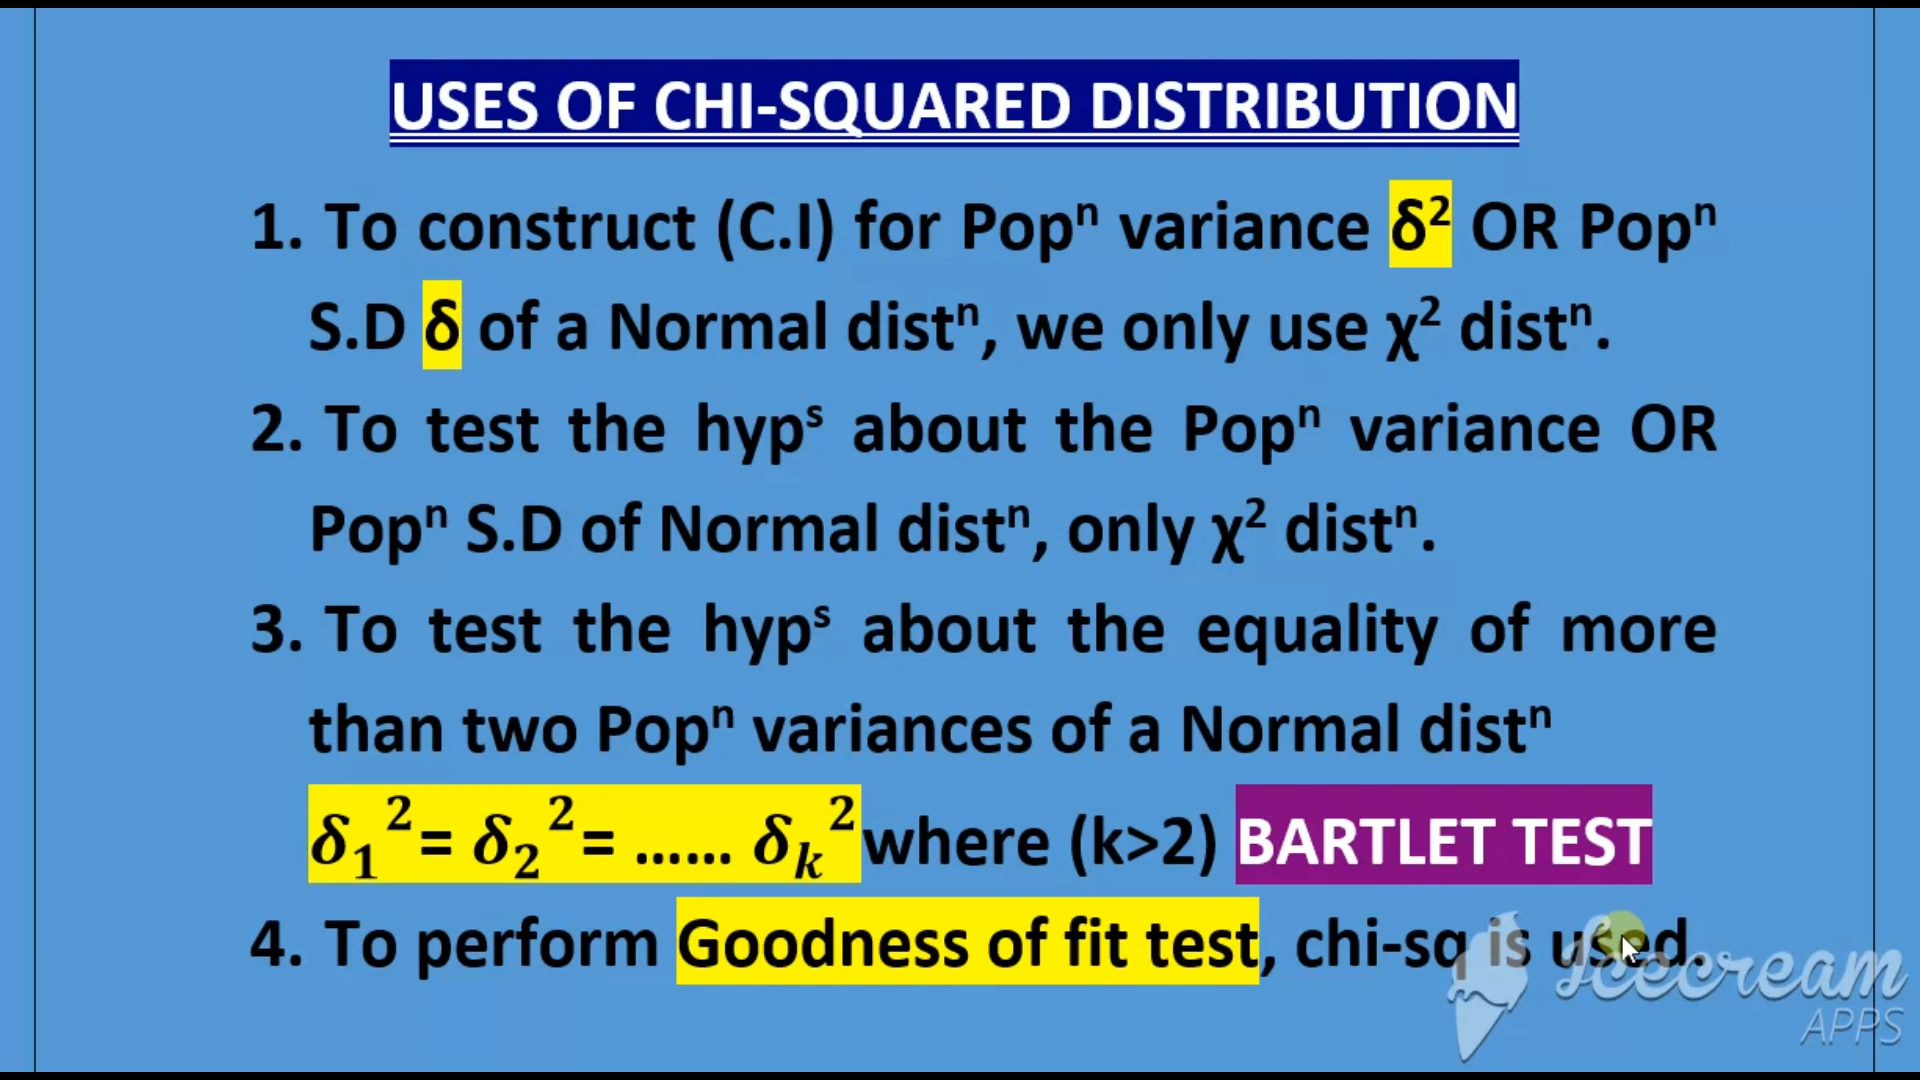 USES OF CHI-SQUARED DISTRIBUTION
1. To construct (C.I) for Popⁿ variance δ² OR Popⁿ
S.D δ of a Normal distⁿ, we only use χ² distⁿ.
2. To test the hypˢ about the Popⁿ variance OR
Popⁿ S.D of Normal distⁿ, only χ² distⁿ.
3. To test the hypˢ about the equality of more
than two Popⁿ variances of a Normal distⁿ
δ₁²= δ₂²= ...... δₖ² where (k>2) BARTLET TEST
4. To perform Goodness of fit test, chi-sq is used.
Icecream
APPS